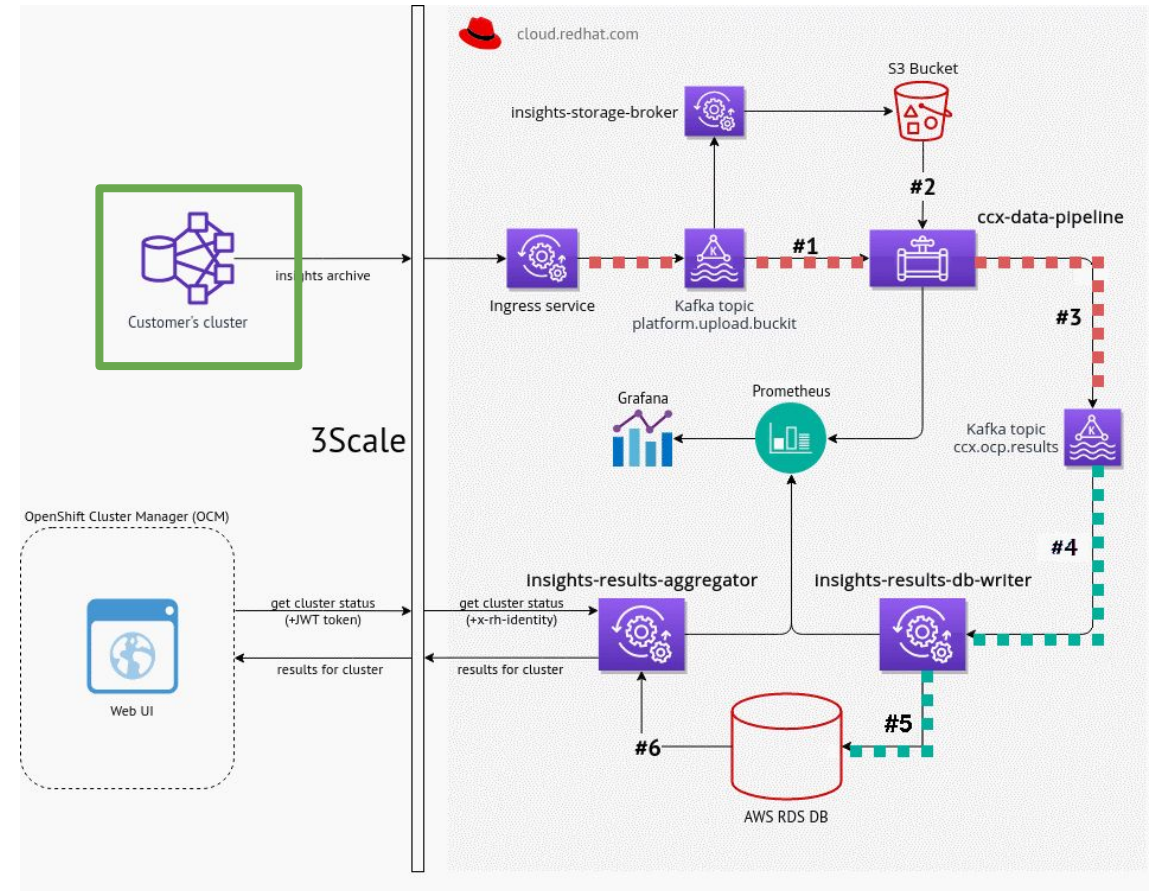 cloud.redhat.com
S3 Bucket
insights-storage-broker
#2
ccx-data-pipeline
#1
insights archive
Customer's cluster
Ingress service
Kafka topic
platform.upload.buckit
#3
Grafana
Prometheus
Kafka topic
ccx.ocp.results
3Scale
OpenShift Cluster Manager (OCM)
#4
insights-results-aggregator
insights-results-db-writer
get cluster status
(+JWT token)
get cluster status
(+x-rh-identity)
results for cluster
results for cluster
Web UI
#5
#6
AWS RDS DB